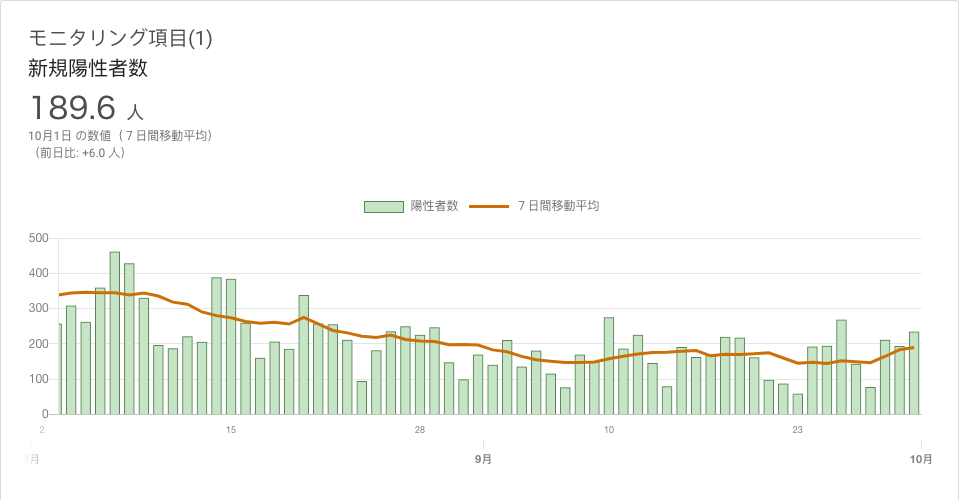 モニタリング項目(1)
新規陽性者数
189.6 人
10月1日 の数値（７日間移動平均）
（前日比: +6.0 人）
陽性者数 ７日間移動平均
500
400
300
200
100
0
2 15 28 10 23
月 9月 10月